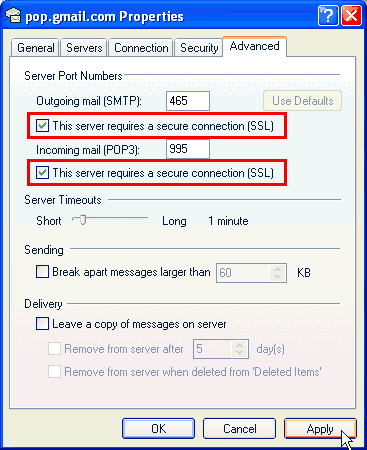 pop.gmail.com Properties
General Servers Connection Security Advanced
Server Port Numbers
Outgoing mail (SMTP): 465 Use Defaults
This server requires a secure connection (SSL)
Incoming mail (POP3): 995
This server requires a secure connection (SSL)
Server Timeouts
Short Long 1 minute
Sending
Break apart messages larger than 60 KB
Delivery
Leave a copy of messages on server
Remove from server after 5 day(s)
Remove from server when deleted from 'Deleted Items'
OK Cancel Apply